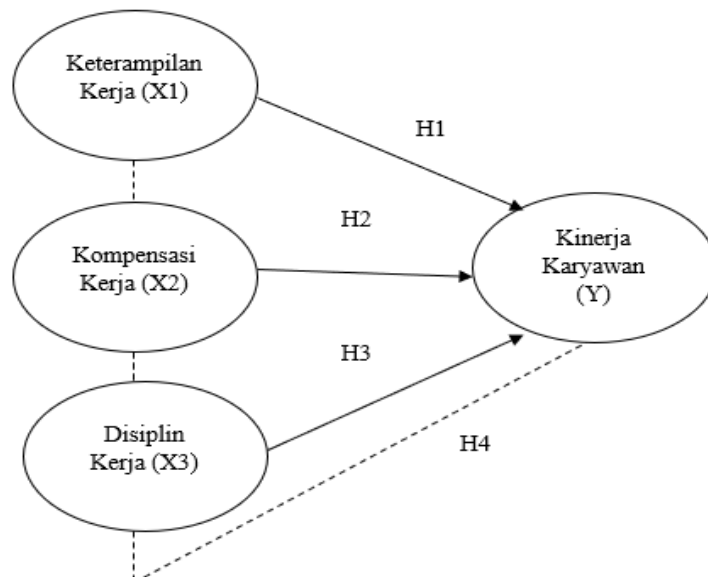 Keterampilan
Kerja (X1)
H1
H2
Kompensasi
Kerja (X2)
Kinerja
Karyawan
(Y)
H3
Disiplin
Kerja (X3)
H4